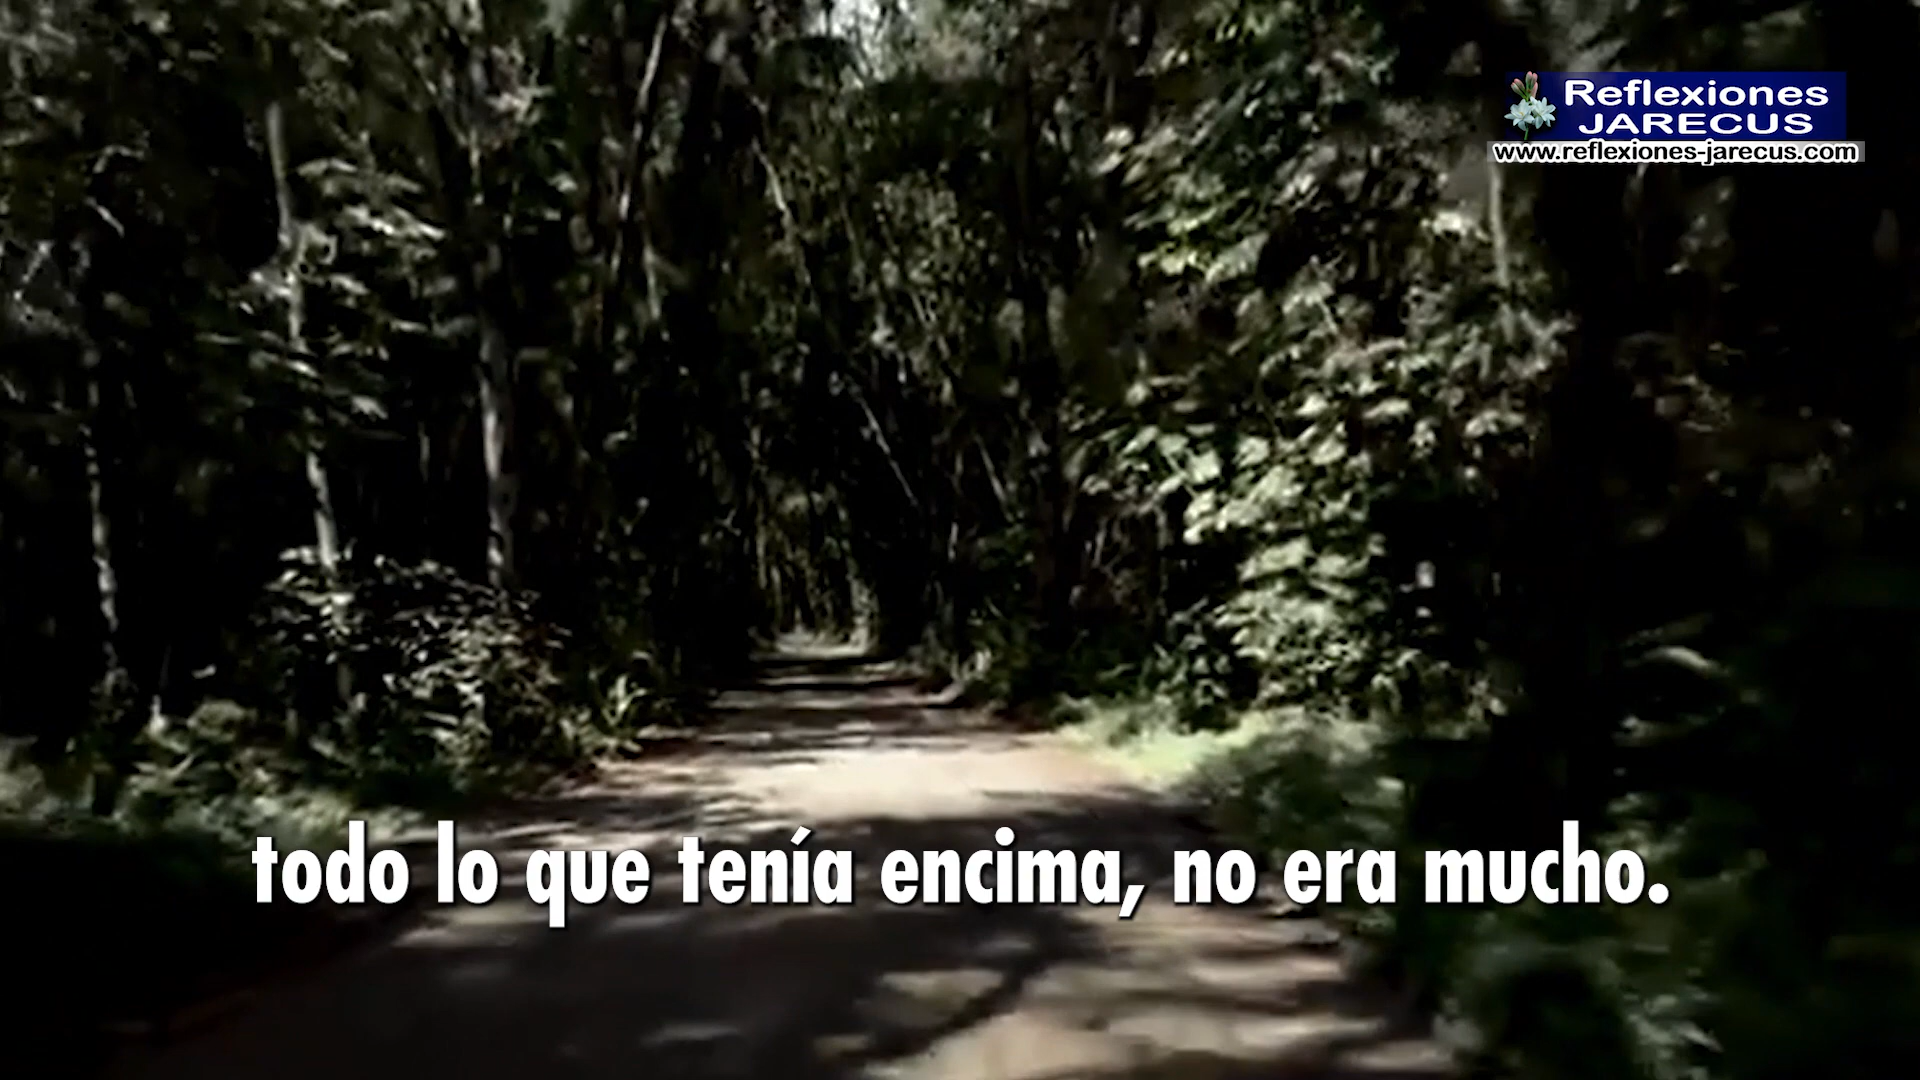 Reflexiones
JARECUS
www.reflexiones-jarecus.com
todo lo que tenía encima, no era mucho.